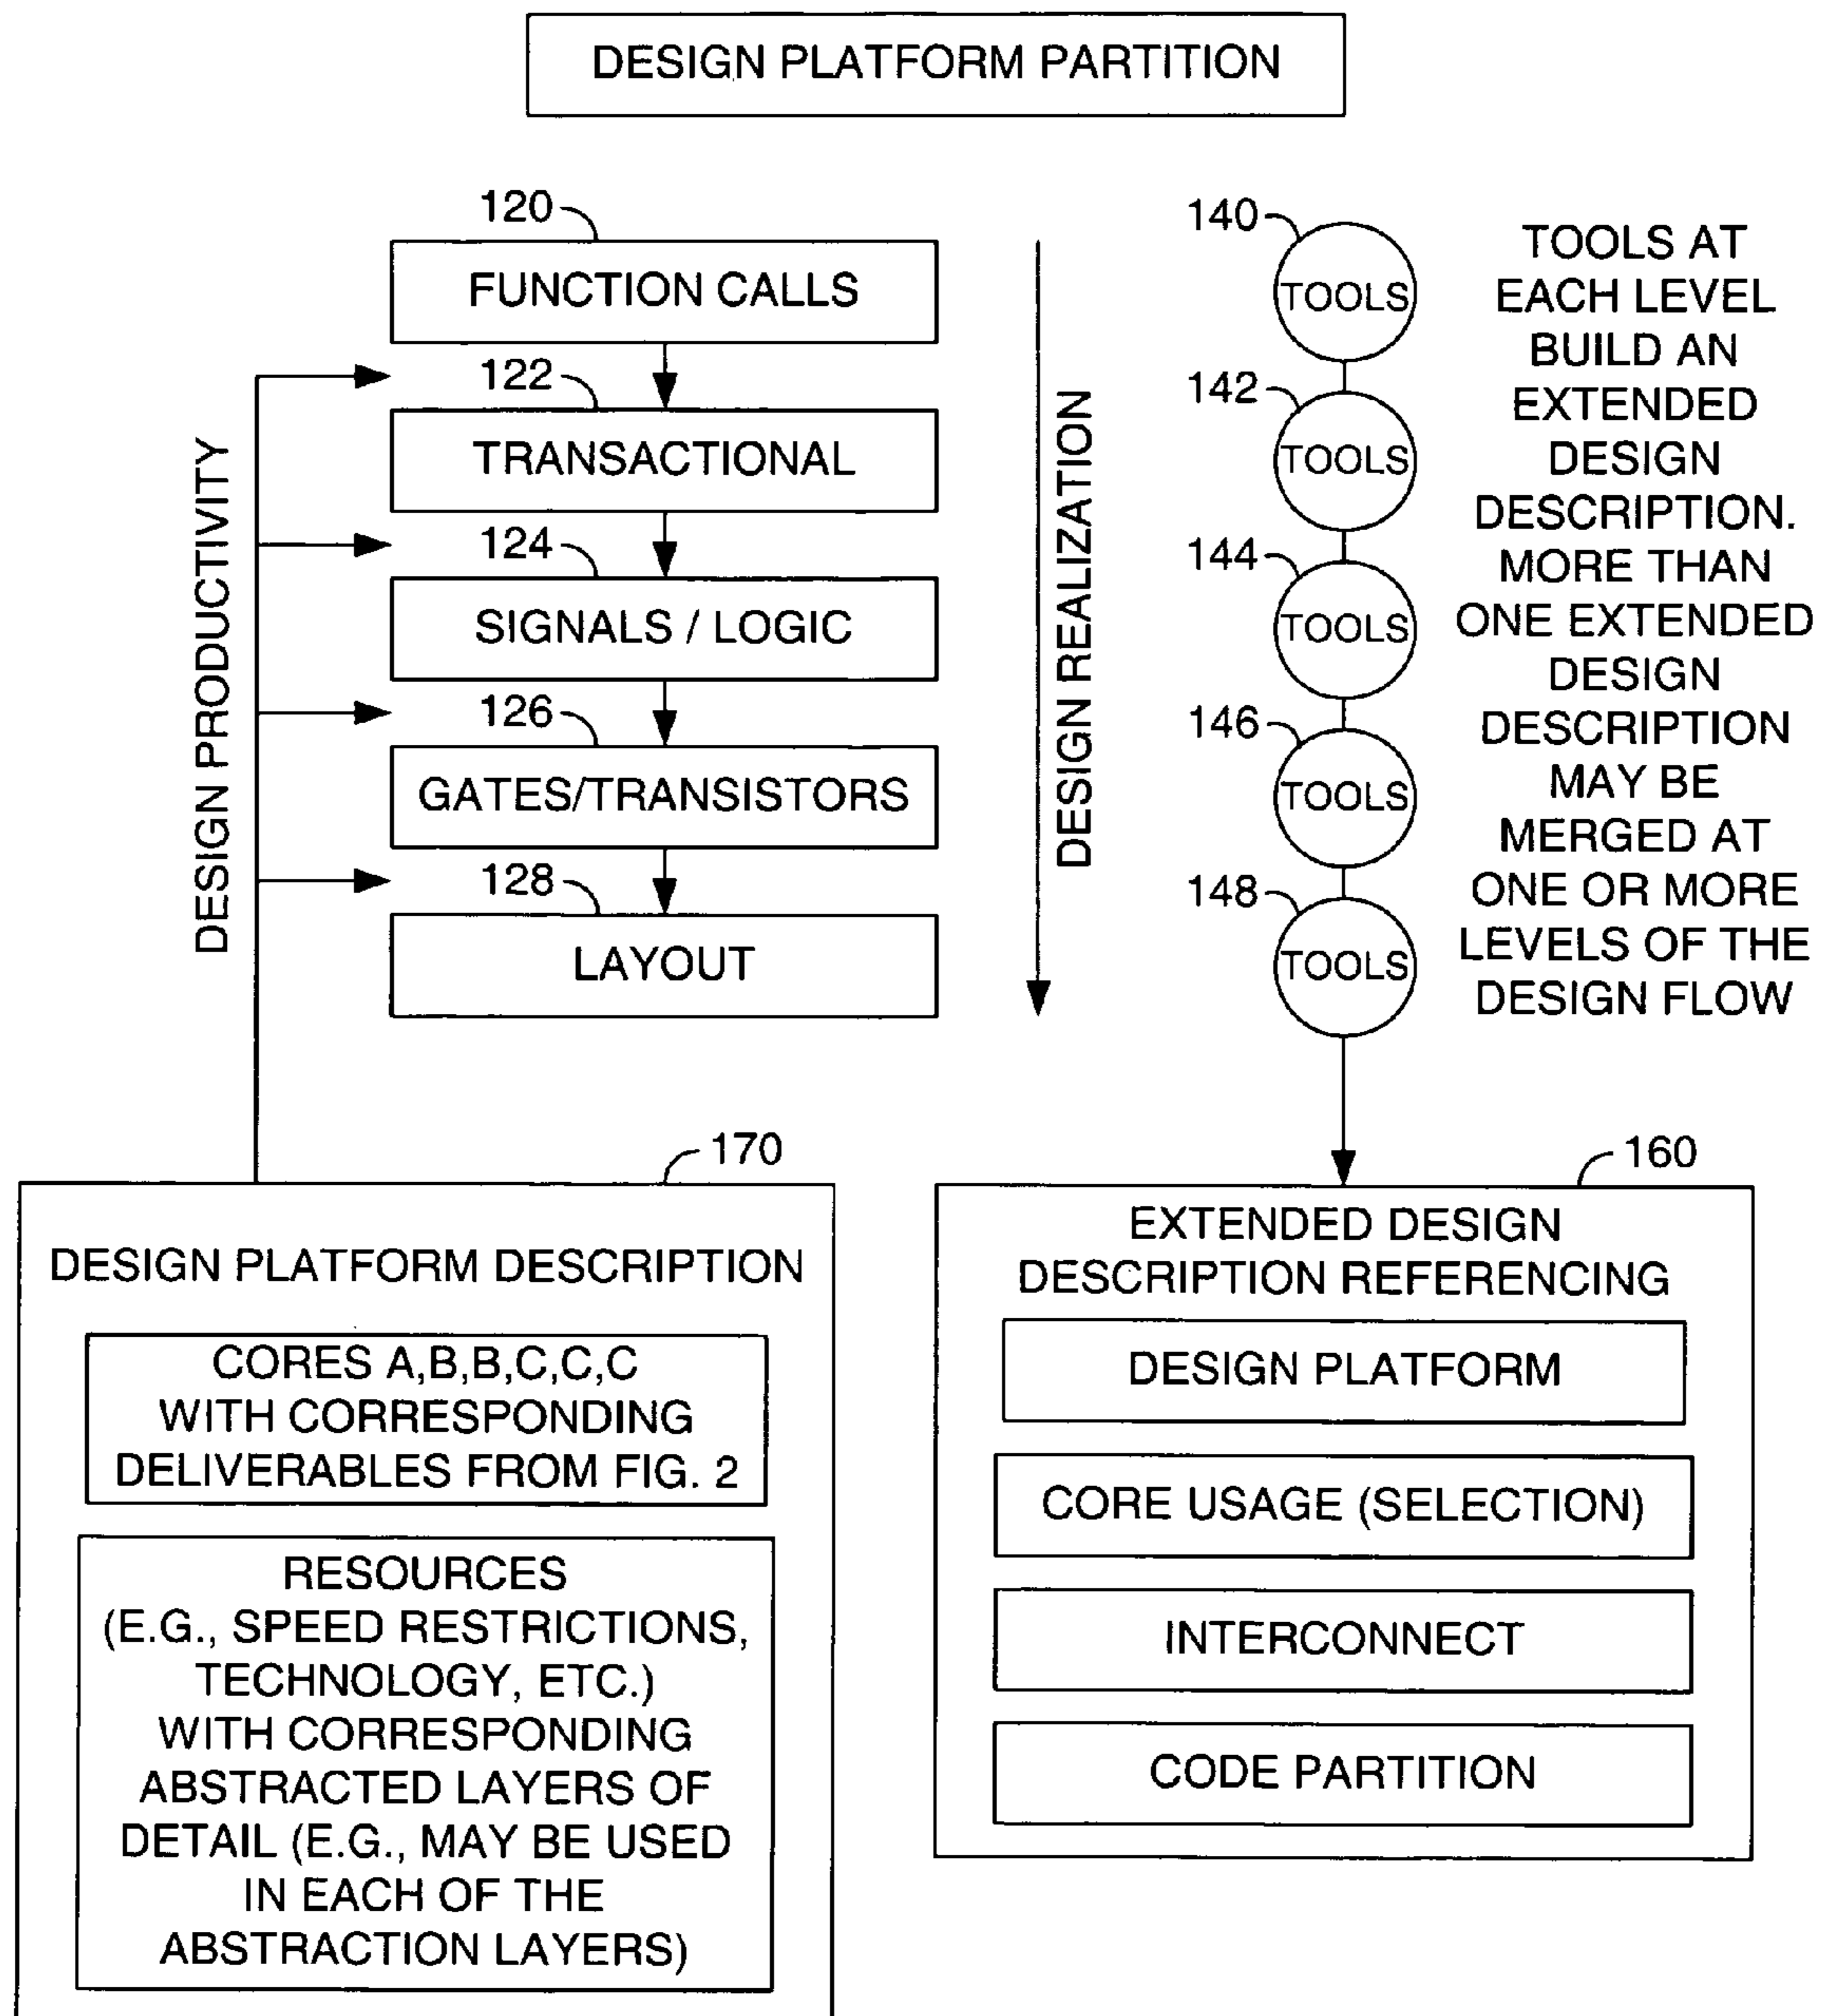 DESIGN PLATFORM PARTITION
120
FUNCTION CALLS
122
TRANSACTIONAL
124
SIGNALS / LOGIC
126
GATES/TRANSISTORS
128
LAYOUT
DESIGN PRODUCTIVITY
DESIGN REALIZATION
140
TOOLS
142
TOOLS
144
TOOLS
146
TOOLS
148
TOOLS
TOOLS AT
EACH LEVEL
BUILD AN
EXTENDED
DESIGN
DESCRIPTION.
MORE THAN
ONE EXTENDED
DESIGN
DESCRIPTION
MAY BE
MERGED AT
ONE OR MORE
LEVELS OF THE
DESIGN FLOW
170
DESIGN PLATFORM DESCRIPTION
CORES A,B,B,C,C,C
WITH CORRESPONDING
DELIVERABLES FROM FIG. 2
RESOURCES
(E.G., SPEED RESTRICTIONS,
TECHNOLOGY, ETC.)
WITH CORRESPONDING
ABSTRACTED LAYERS OF
DETAIL (E.G., MAY BE USED
IN EACH OF THE
ABSTRACTION LAYERS)
160
EXTENDED DESIGN
DESCRIPTION REFERENCING
DESIGN PLATFORM
CORE USAGE (SELECTION)
INTERCONNECT
CODE PARTITION